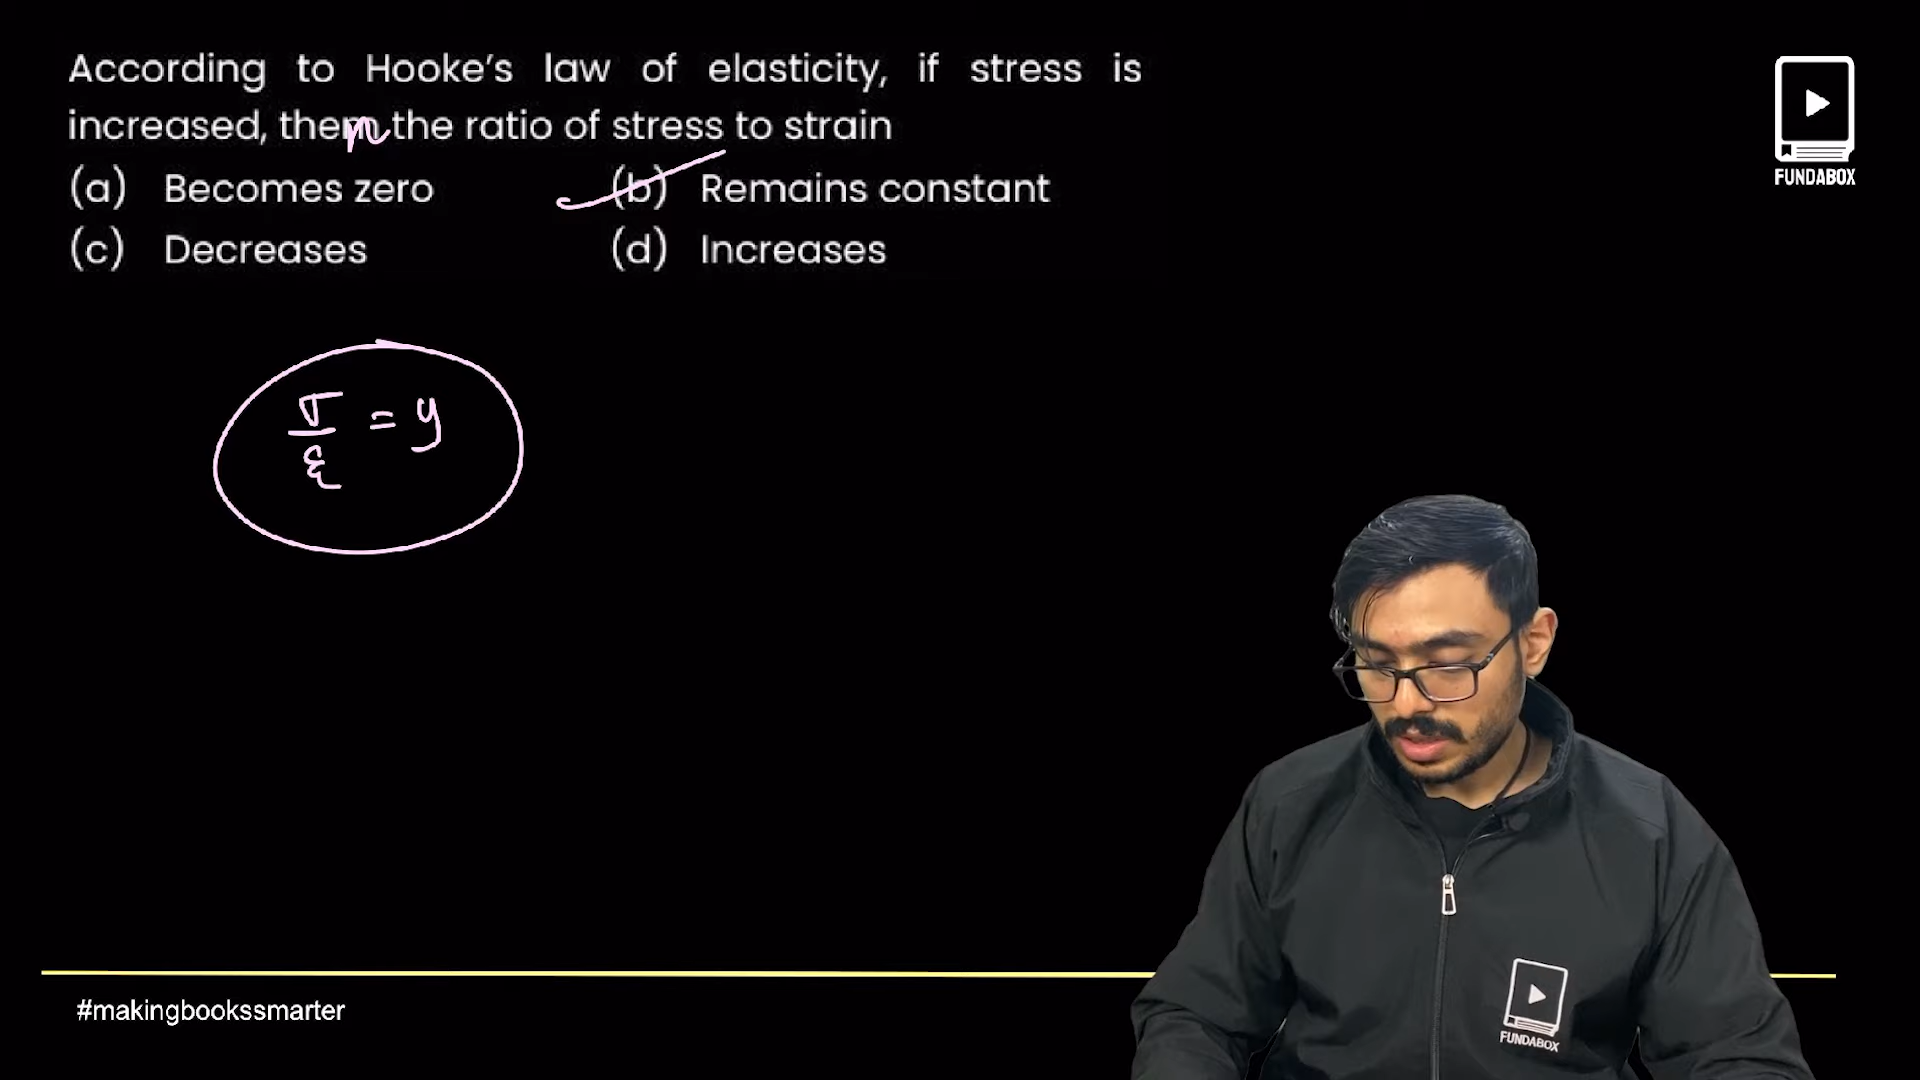 According to Hooke's law of elasticity, if stress is
increased, then the ratio of stress to strain
(a) Becomes zero (b) Remains constant
(c) Decreases (d) Increases
σ/ε = y
FUNDABOX
#makingbookssmarter
FUNDABOX